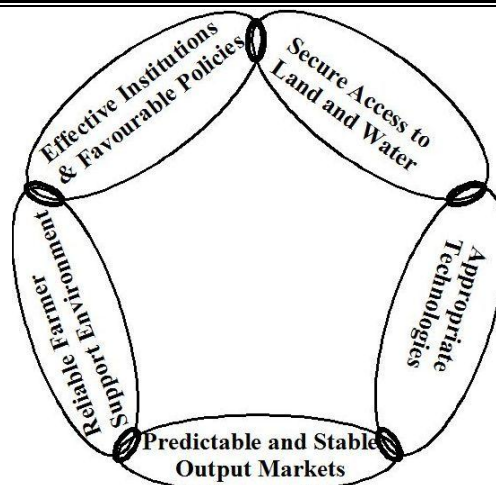 Effective Institutions
& Favourable Policies
Secure Access to
Land and Water
Appropriate
Technologies
Predictable and Stable
Output Markets
Reliable Farmer
Support Environment